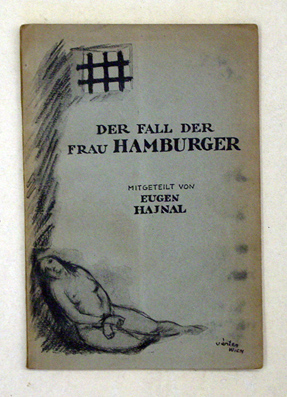 DER FALL DER
FRAU HAMBURGER
MITGETEILT VON
EUGEN
HAJNAL